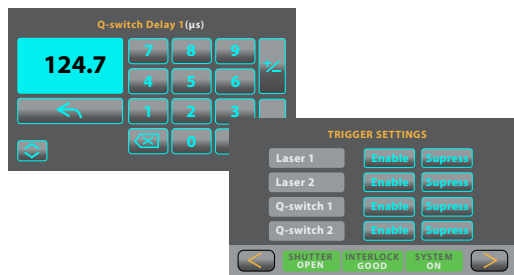 Q-switch Delay 1(µs)
124.7
7 8 9 +/−
4 5 6
1 2 3
0
TRIGGER SETTINGS
Laser 1 Enable Supress
Laser 2 Enable Supress
Q-switch 1 Enable Supress
Q-switch 2 Enable Supress
SHUTTER OPEN INTERLOCK GOOD SYSTEM ON